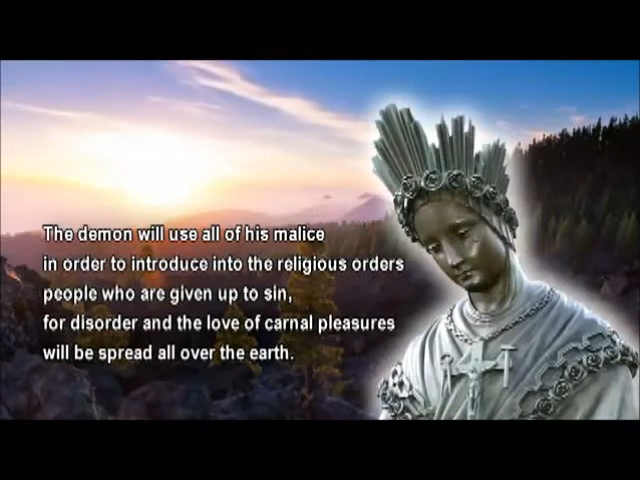 The demon will use all of his malice
in order to introduce into the religious orders
people who are given up to sin,
for disorder and the love of carnal pleasures
will be spread all over the earth.